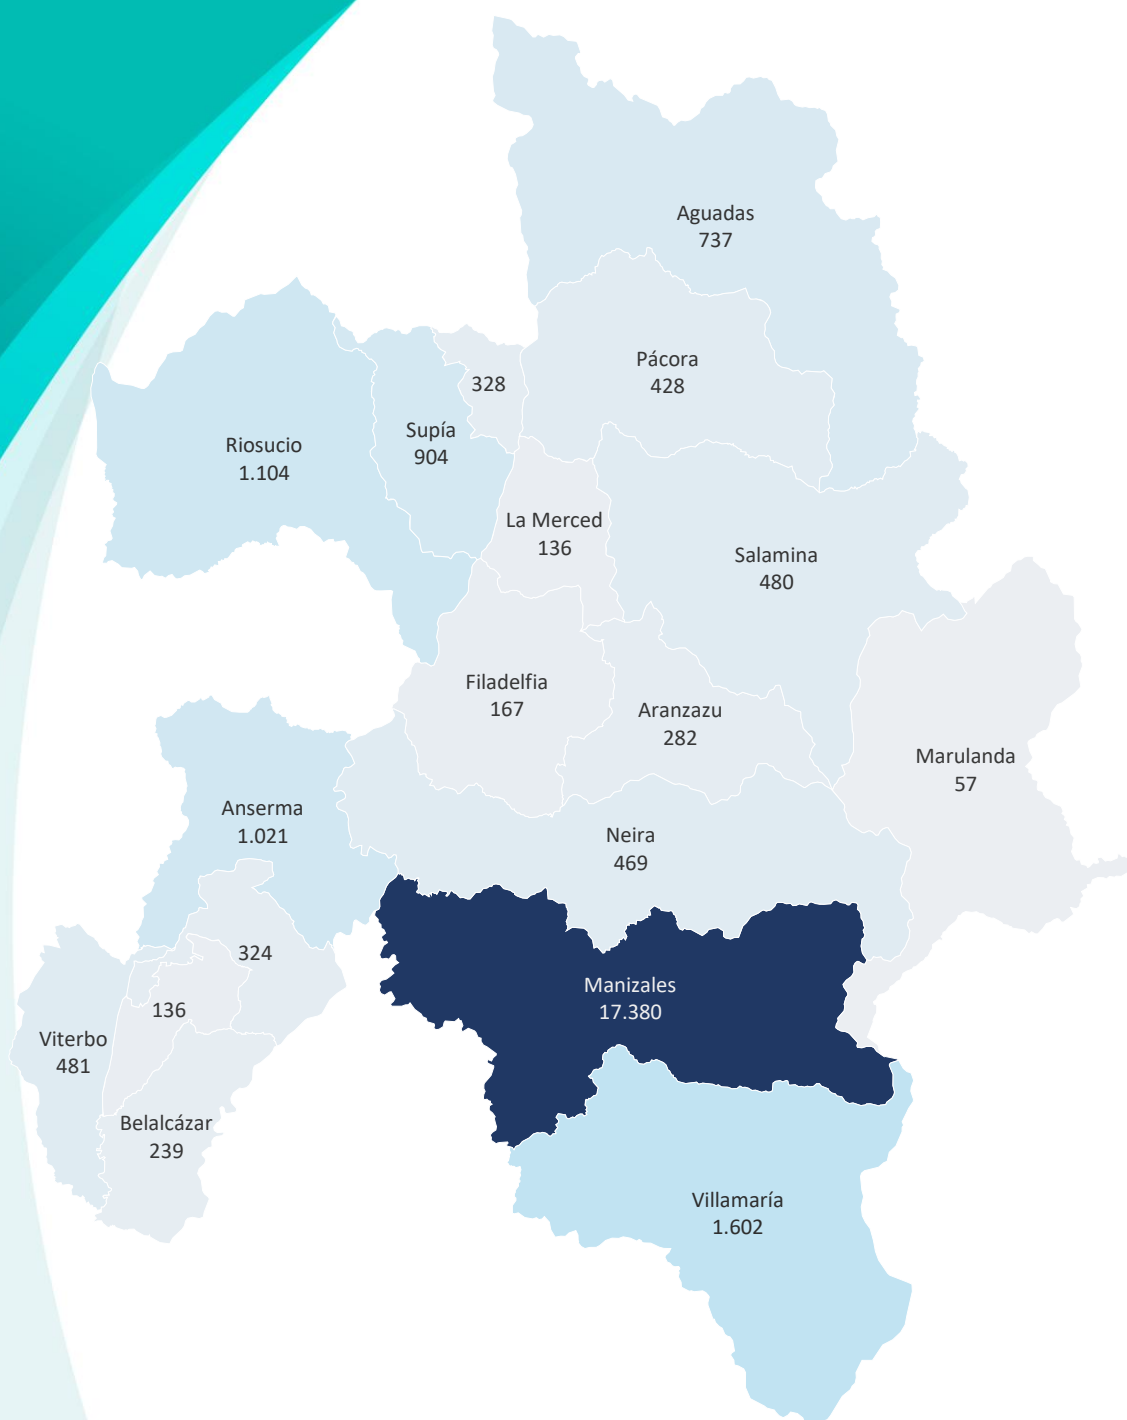 Aguadas
737
Pácora
428
328
Supía
904
Riosucio
1.104
La Merced
136
Salamina
480
Filadelfia
167
Aranzazu
282
Marulanda
57
Anserma
1.021
Neira
469
324
Manizales
17.380
136
Viterbo
481
Belalcázar
239
Villamaría
1.602